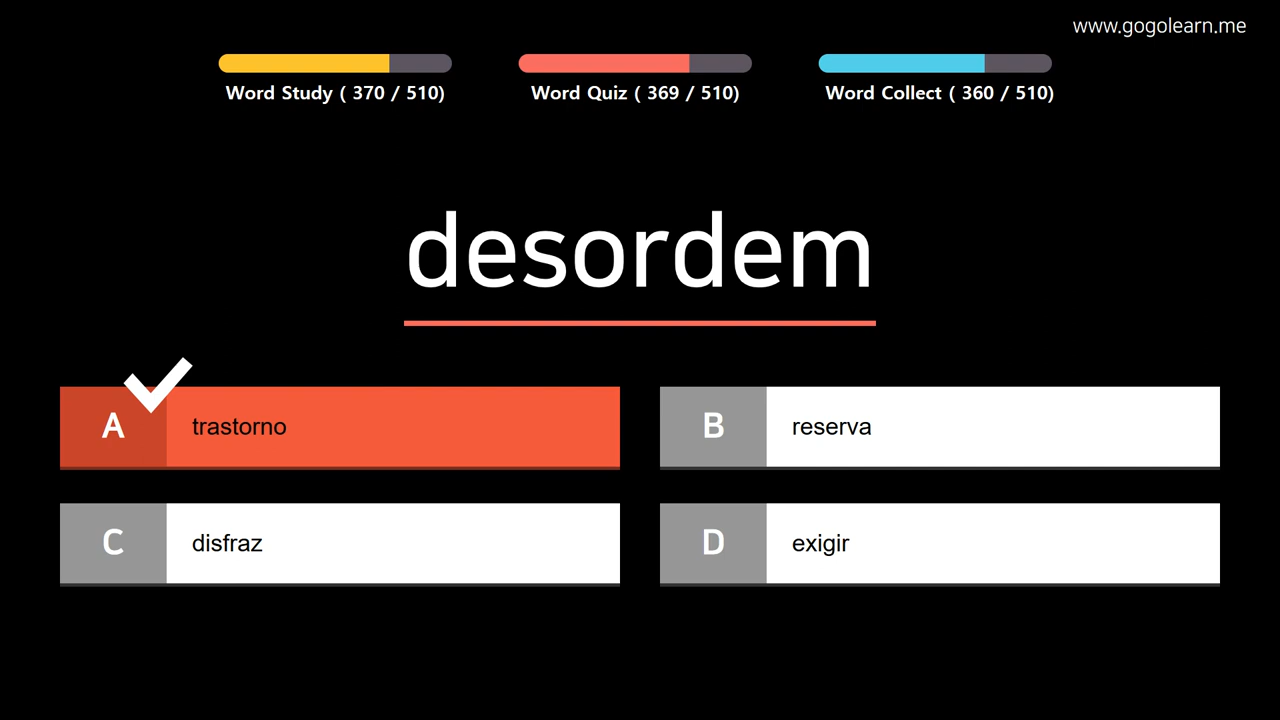 www.gogolearn.me
Word Study ( 370 / 510)
Word Quiz ( 369 / 510)
Word Collect ( 360 / 510)
desordem
A trastorno
B reserva
C disfraz
D exigir